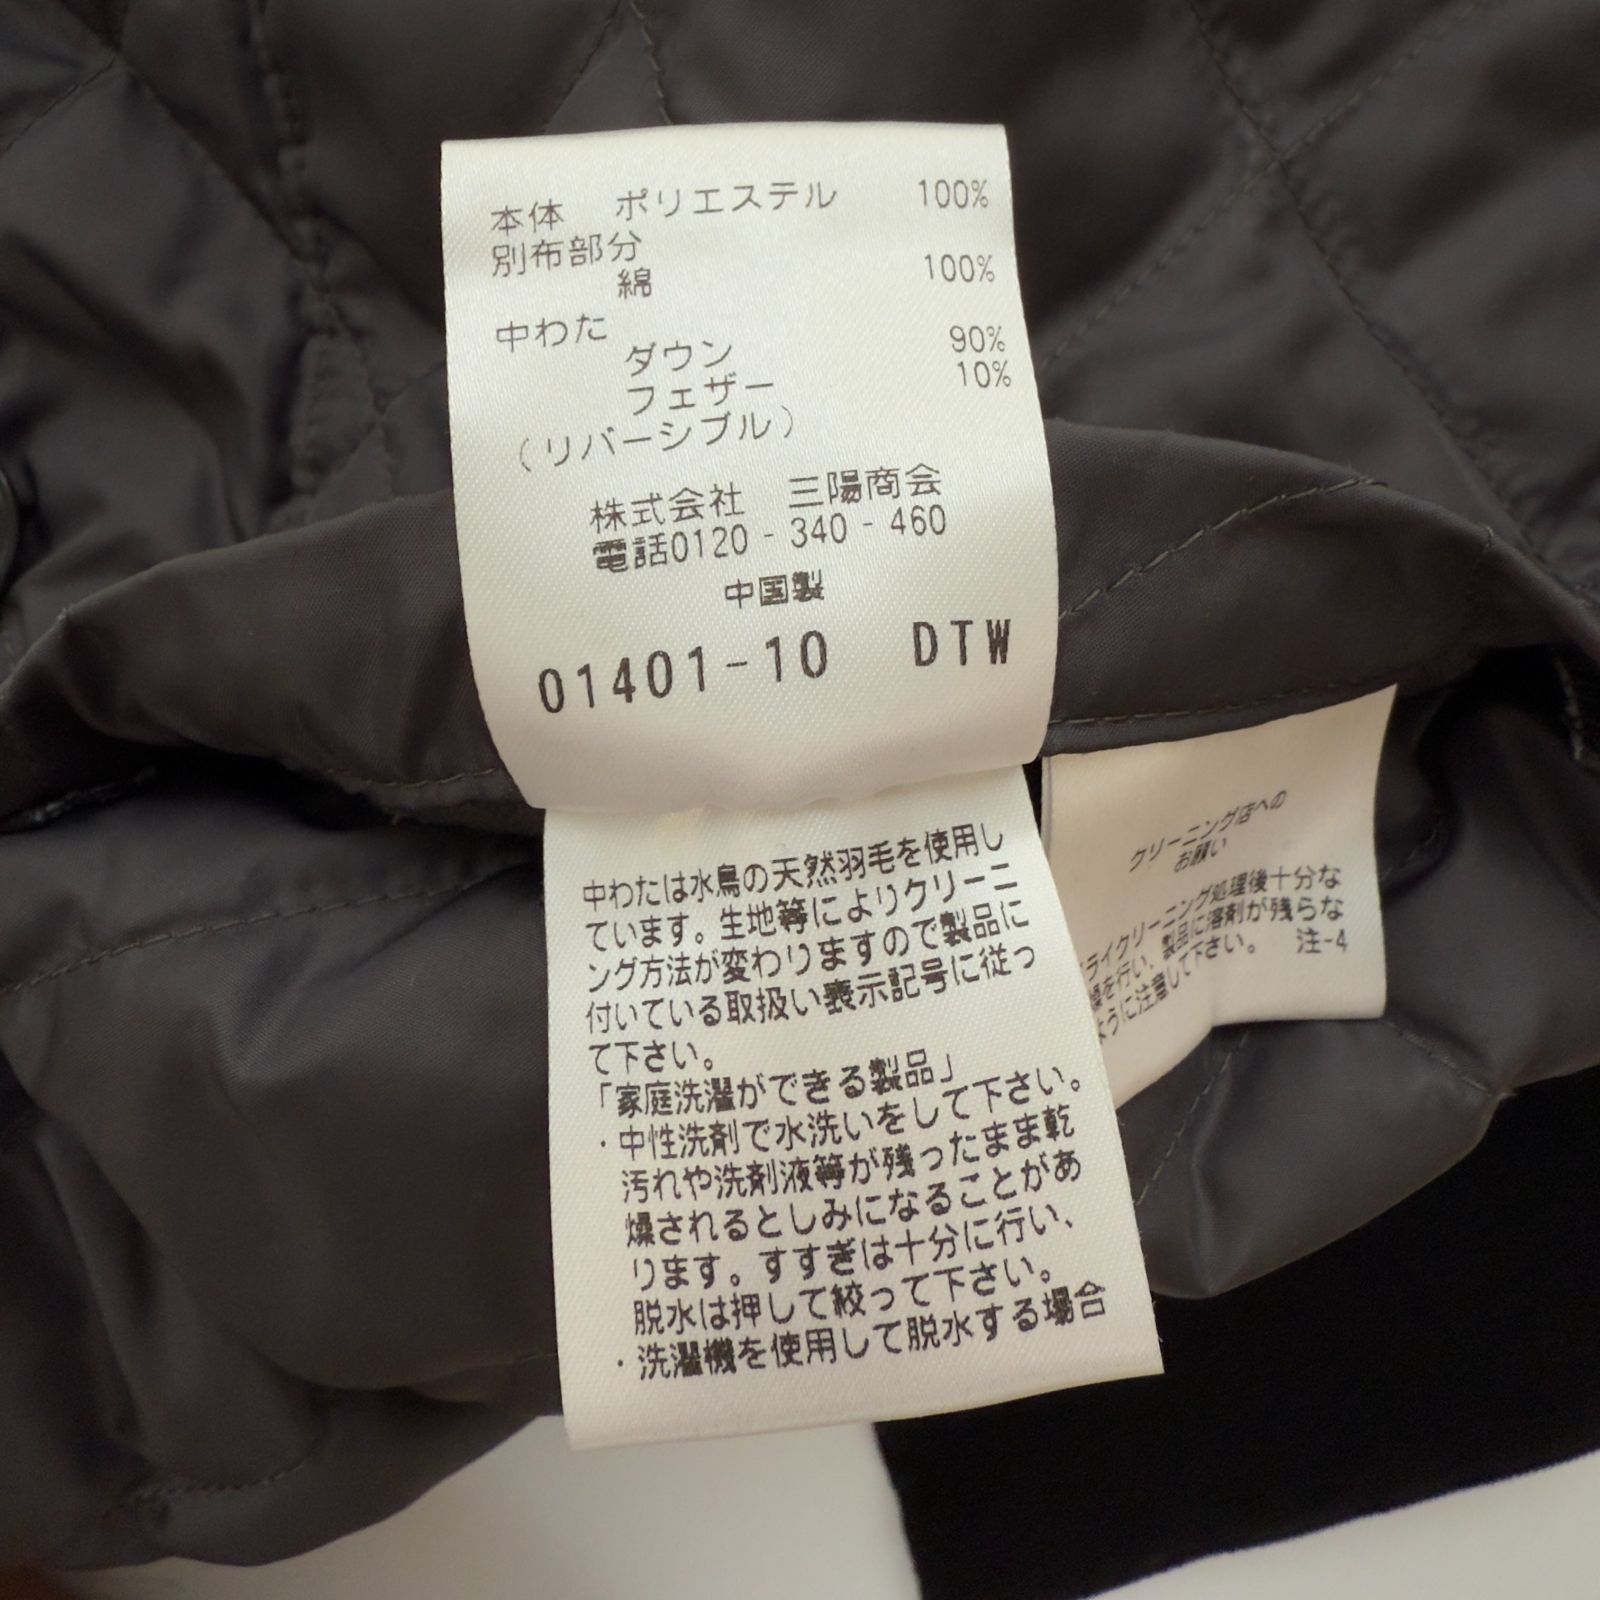 本体　ポリエステル　100%
別布部分
綿　100%
中わた
ダウン　90%
フェザー　10%
（リバーシブル）
株式会社　三陽商会
電話0120-340-460
中国製
01401-10　DTW
中わたは水鳥の天然羽毛を使用し
ています。生地等によりクリーニ
ング方法が変わりますので製品に
付いている取扱い表示記号に従っ
て下さい。
「家庭洗濯ができる製品」
・中性洗剤で水洗いをして下さい。
汚れや洗剤液等が残ったまま乾
燥されるとしみになることがあ
ります。すすぎは十分に行い、
脱水は押して絞って下さい。
・洗濯機を使用して脱水する場合
クリーニング店への
お願い
ライクリーニング処理後十分な
燥を行い、製品に溶剤が残らな
ように注意して下さい。　注-4